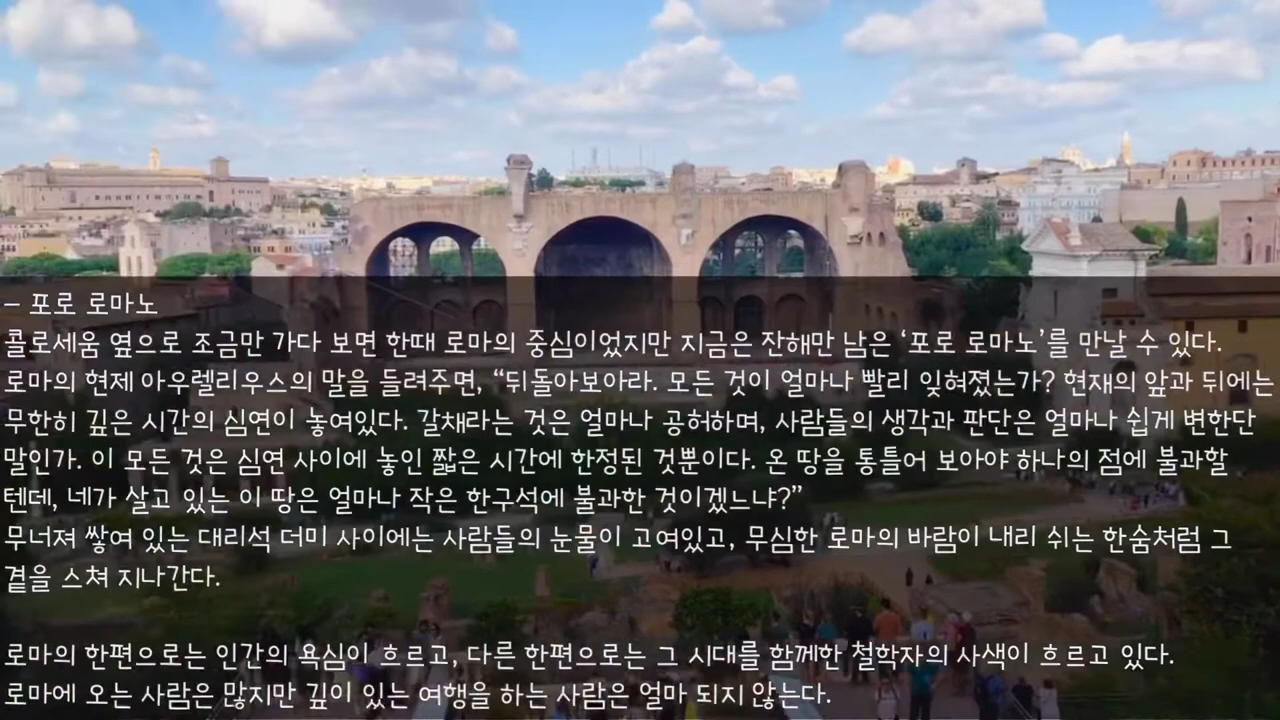 – 포로 로마노
콜로세움 옆으로 조금만 가다 보면 한때 로마의 중심이었지만 지금은 잔해만 남은 ‘포로 로마노’를 만날 수 있다.
로마의 현제 아우렐리우스의 말을 들려주면, “뒤돌아보아라. 모든 것이 얼마나 빨리 잊혀졌는가? 현재의 앞과 뒤에는
무한히 깊은 시간의 심연이 놓여있다. 갈채라는 것은 얼마나 공허하며, 사람들의 생각과 판단은 얼마나 쉽게 변한단
말인가. 이 모든 것은 심연 사이에 놓인 짧은 시간에 한정된 것뿐이다. 온 땅을 통틀어 보아야 하나의 점에 불과할
텐데, 네가 살고 있는 이 땅은 얼마나 작은 한구석에 불과한 것이겠느냐?”
무너져 쌓여 있는 대리석 더미 사이에는 사람들의 눈물이 고여있고, 무심한 로마의 바람이 내리 쉬는 한숨처럼 그
곁을 스쳐 지나간다.
로마의 한편으로는 인간의 욕심이 흐르고, 다른 한편으로는 그 시대를 함께한 철학자의 사색이 흐르고 있다.
로마에 오는 사람은 많지만 깊이 있는 여행을 하는 사람은 얼마 되지 않는다.